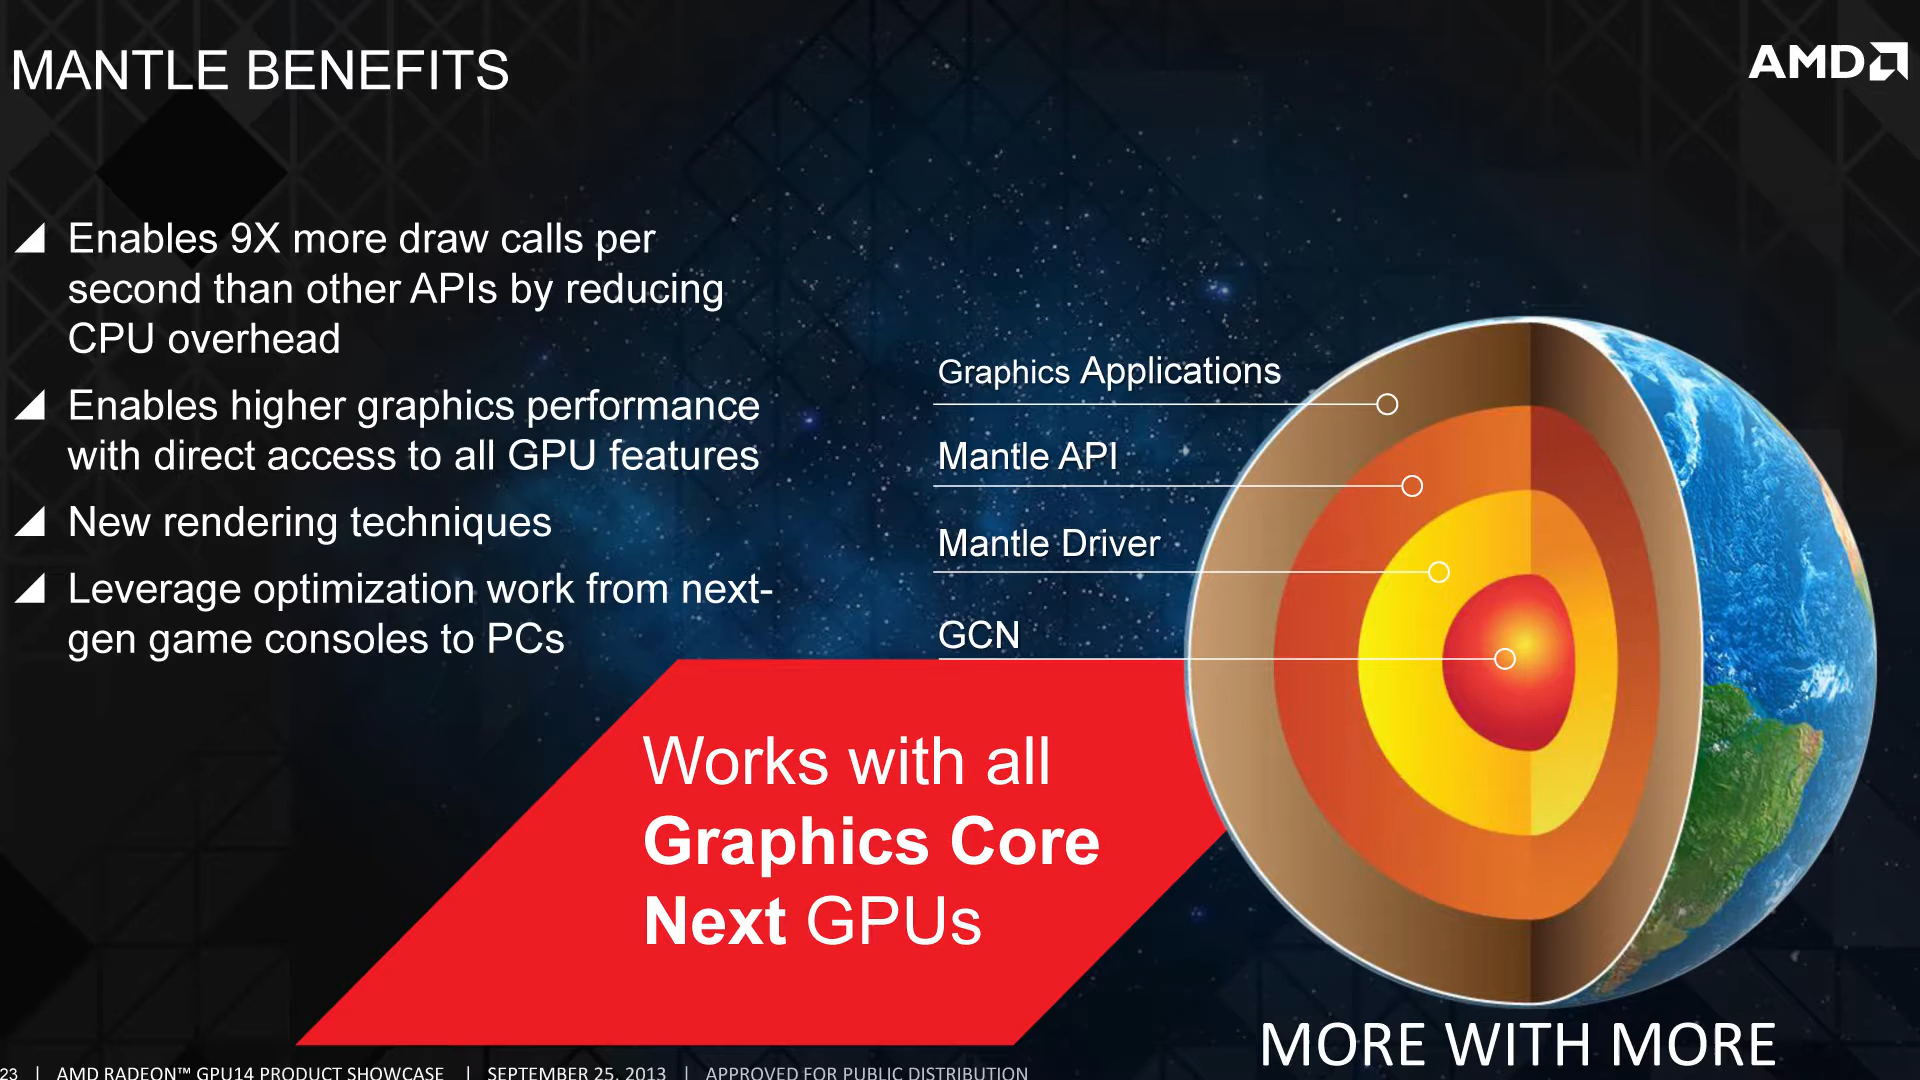 MANTLE BENEFITS
AMD
Enables 9X more draw calls per
second than other APIs by reducing
CPU overhead
Enables higher graphics performance
with direct access to all GPU features
New rendering techniques
Leverage optimization work from next-
gen game consoles to PCs
Graphics Applications
Mantle API
Mantle Driver
GCN
Works with all
Graphics Core
Next GPUs
MORE WITH MORE
23 | AMD RADEON™ GPU14 PRODUCT SHOWCASE | SEPTEMBER 25, 2013 | APPROVED FOR PUBLIC DISTRIBUTION